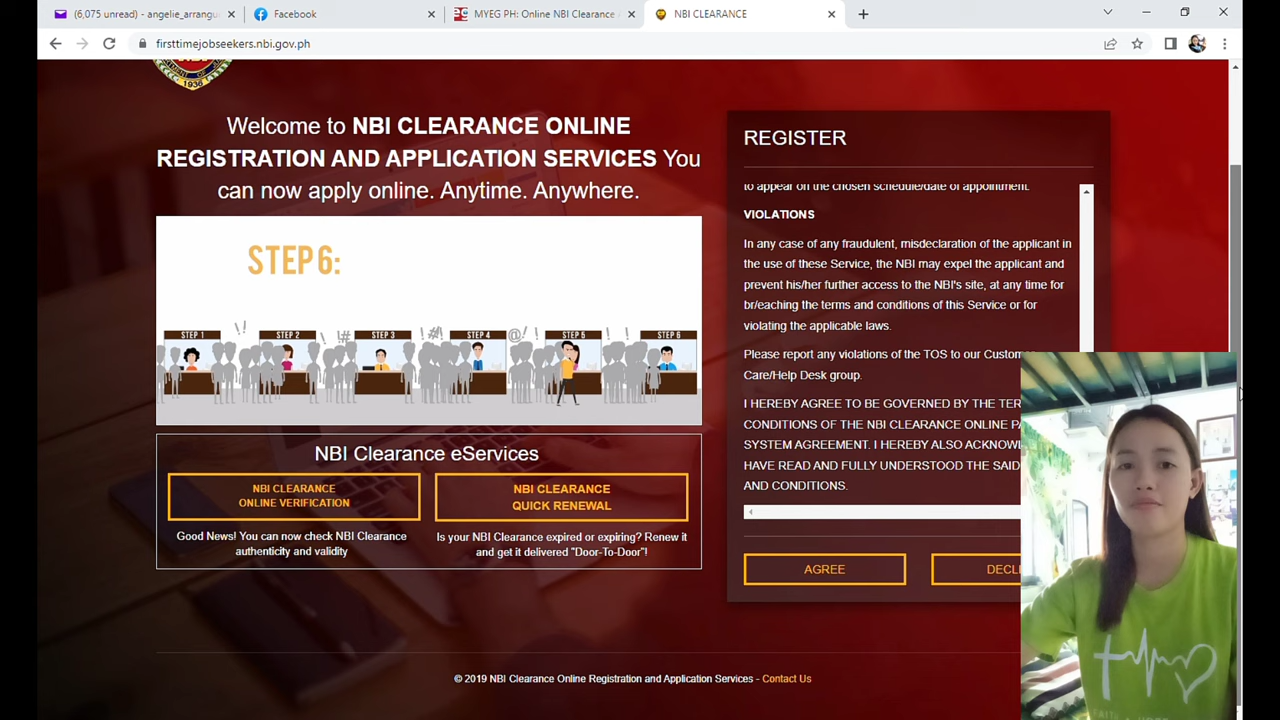 (6,075 unread) - angelie_arrangu
Facebook
MYEG PH: Online NBI Clearance
NBI CLEARANCE
firsttimejobseekers.nbi.gov.ph
1936
Welcome to NBI CLEARANCE ONLINE
REGISTRATION AND APPLICATION SERVICES You
can now apply online. Anytime. Anywhere.
STEP 6:
STEP 1
STEP 2
STEP 3
STEP 4
STEP 5
STEP 6
NBI Clearance eServices
NBI CLEARANCE
ONLINE VERIFICATION
Good News! You can now check NBI Clearance
authenticity and validity
NBI CLEARANCE
QUICK RENEWAL
Is your NBI Clearance expired or expiring? Renew it
and get it delivered "Door-To-Door"!
REGISTER
to appear on the chosen schedule/date of appointment.
VIOLATIONS
In any case of any fraudulent, misdeclaration of the applicant in
the use of these Service, the NBI may expel the applicant and
prevent his/her further access to the NBI's site, at any time for
br/eaching the terms and conditions of this Service or for
violating the applicable laws.
Please report any violations of the TOS to our Custome
Care/Help Desk group.
I HEREBY AGREE TO BE GOVERNED BY THE TER
CONDITIONS OF THE NBI CLEARANCE ONLINE PA
SYSTEM AGREEMENT. I HEREBY ALSO ACKNOW
HAVE READ AND FULLY UNDERSTOOD THE SAID
AND CONDITIONS.
AGREE
DECL
© 2019 NBI Clearance Online Registration and Application Services - Contact Us